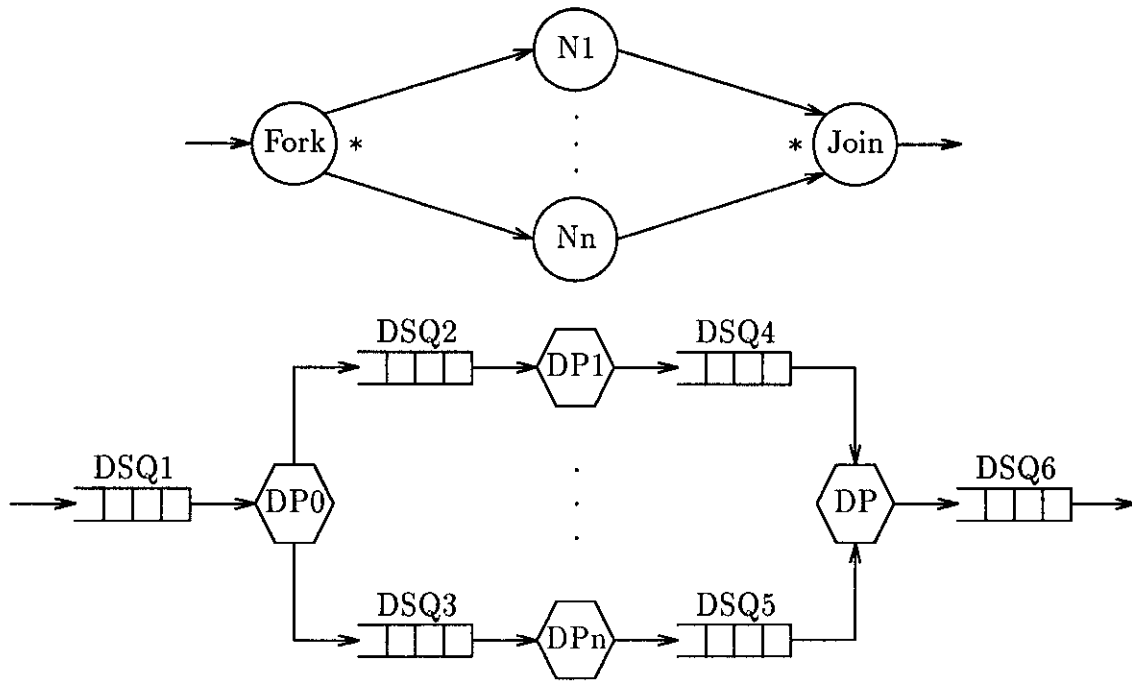 N1
Fork * * Join
Nn
DSQ2 DSQ4
DP1
DSQ1 DSQ6
DP0 DP
DSQ3 DSQ5
DPn